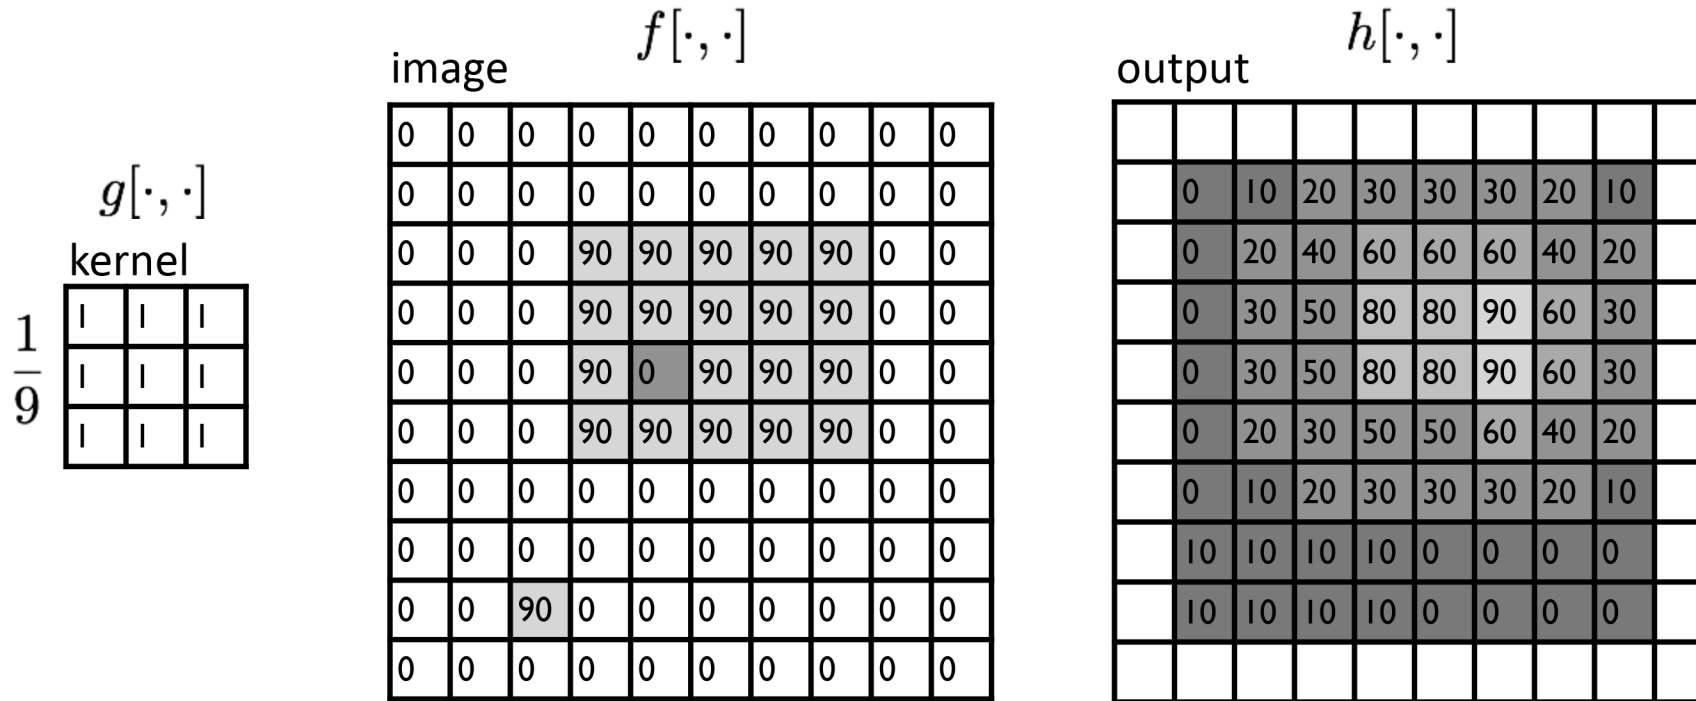 f[·, ·]
h[·, ·]
image
output
g[·, ·]
kernel
1
9
1 1 1
1 1 1
1 1 1
0 0 0 0 0 0 0 0 0 0
0 0 0 0 0 0 0 0 0 0
0 0 0 90 90 90 90 90 0 0
0 0 0 90 90 90 90 90 0 0
0 0 0 90 0 90 90 90 0 0
0 0 0 90 90 90 90 90 0 0
0 0 0 0 0 0 0 0 0 0
0 0 0 0 0 0 0 0 0 0
0 0 90 0 0 0 0 0 0 0
0 0 0 0 0 0 0 0 0 0
0 10 20 30 30 30 20 10
0 20 40 60 60 60 40 20
0 30 50 80 80 90 60 30
0 30 50 80 80 90 60 30
0 20 30 50 50 60 40 20
0 10 20 30 30 30 20 10
10 10 10 10 0 0 0 0
10 10 10 10 0 0 0 0